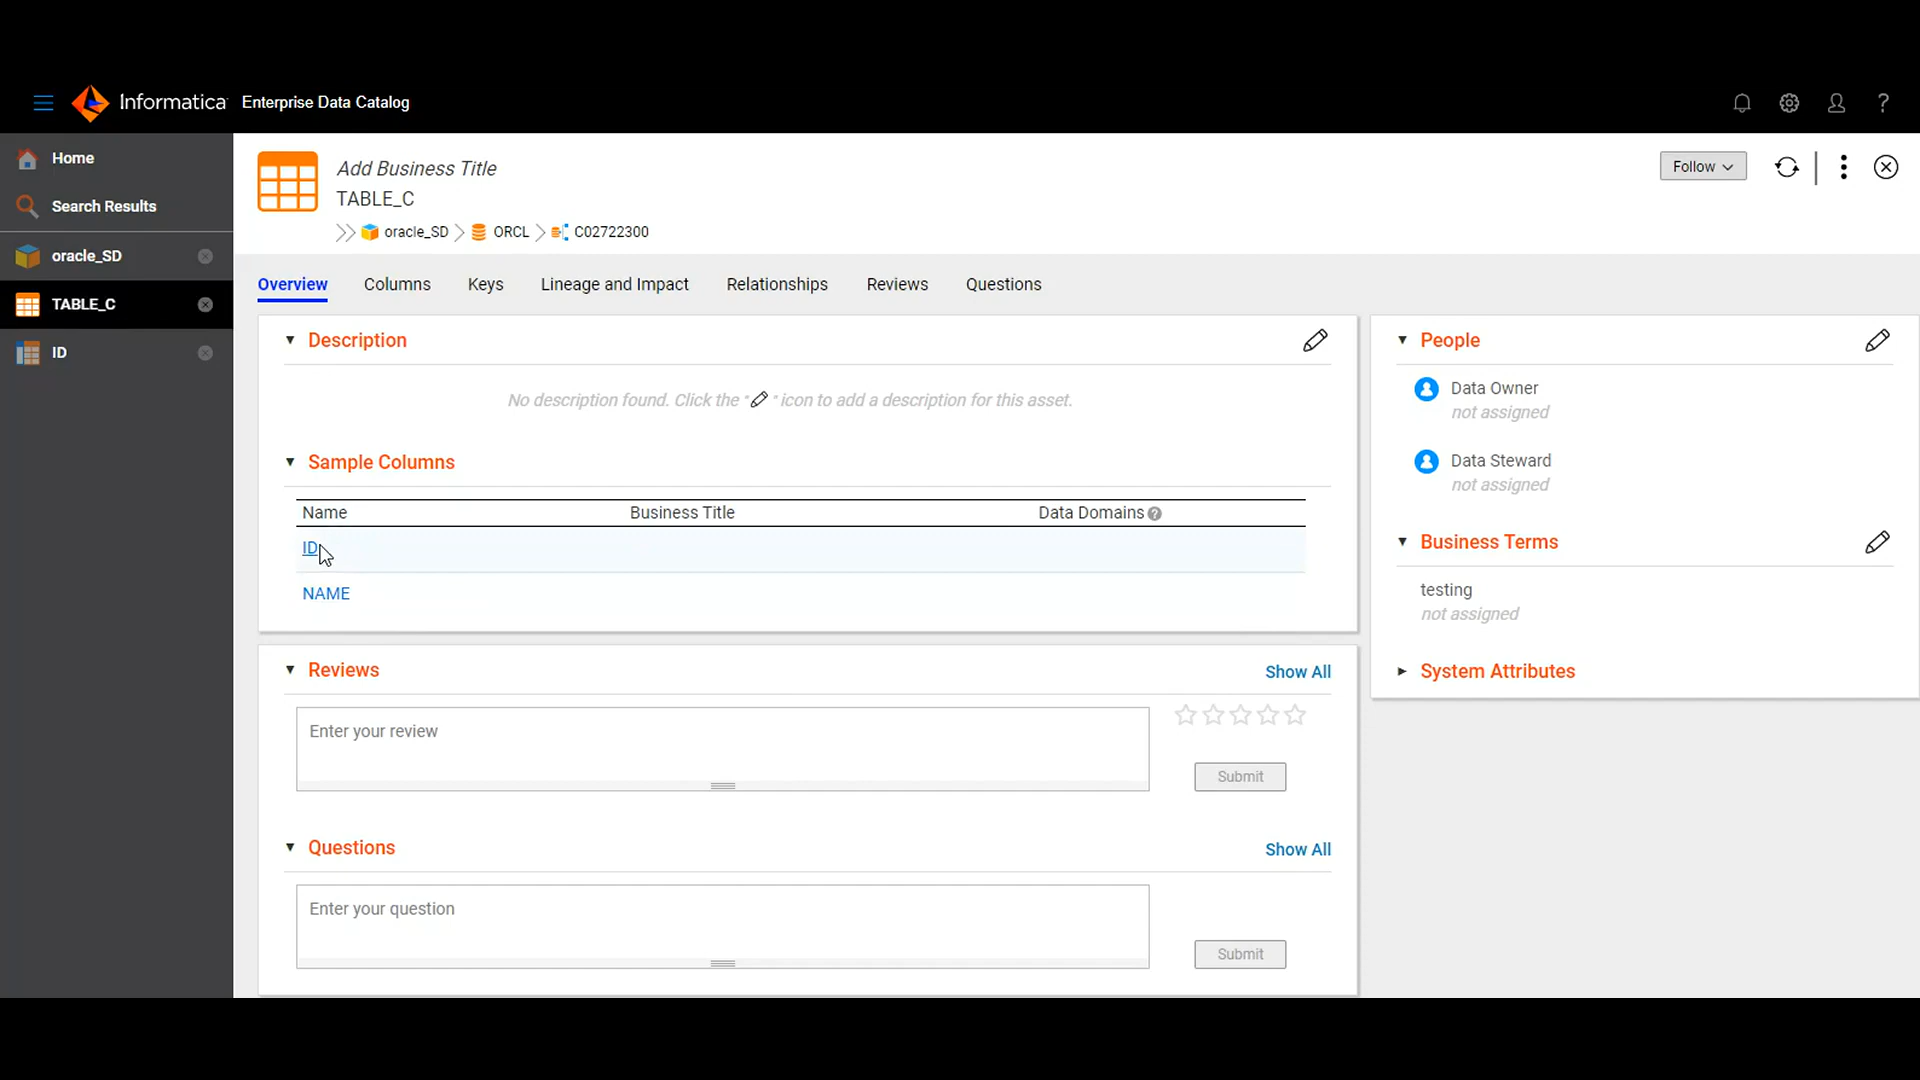 Informatica Enterprise Data Catalog
?
Home
Search Results
oracle_SD
TABLE_C
ID
Add Business Title
TABLE_C
oracle_SD ORCL C02722300
Follow
Overview Columns Keys Lineage and Impact Relationships Reviews Questions
Description
No description found. Click the " " icon to add a description for this asset.
Sample Columns
Name Business Title Data Domains ?
ID
NAME
Reviews Show All
Enter your review
Submit
Questions Show All
Enter your question
Submit
People
Data Owner
not assigned
Data Steward
not assigned
Business Terms
testing
not assigned
System Attributes